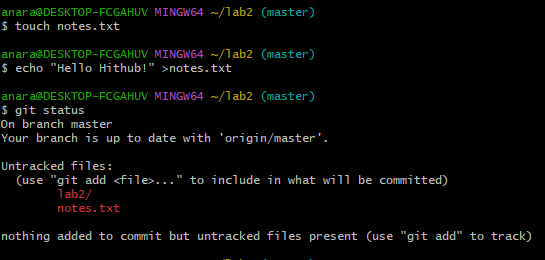 anara@DESKTOP-FCGAHUV MINGW64 ~/lab2 (master)
$ touch notes.txt
anara@DESKTOP-FCGAHUV MINGW64 ~/lab2 (master)
$ echo "Hello Hithub!" >notes.txt
anara@DESKTOP-FCGAHUV MINGW64 ~/lab2 (master)
$ git status
On branch master
Your branch is up to date with 'origin/master'.
Untracked files:
(use "git add <file>..." to include in what will be committed)
lab2/
notes.txt
nothing added to commit but untracked files present (use "git add" to track)